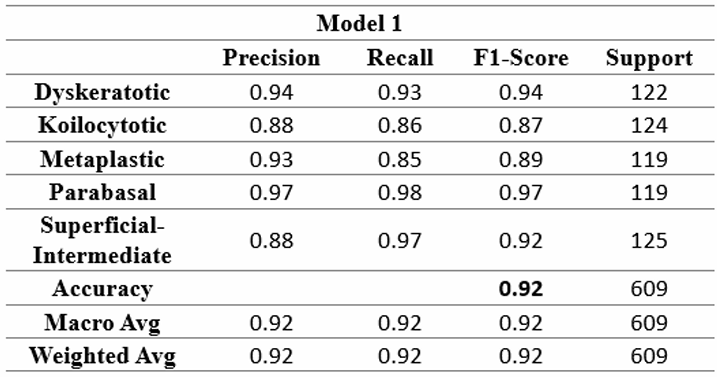 Model 1
Precision Recall F1-Score Support
Dyskeratotic 0.94 0.93 0.94 122
Koilocytotic 0.88 0.86 0.87 124
Metaplastic 0.93 0.85 0.89 119
Parabasal 0.97 0.98 0.97 119
Superficial-
Intermediate 0.88 0.97 0.92 125
Accuracy 0.92 609
Macro Avg 0.92 0.92 0.92 609
Weighted Avg 0.92 0.92 0.92 609